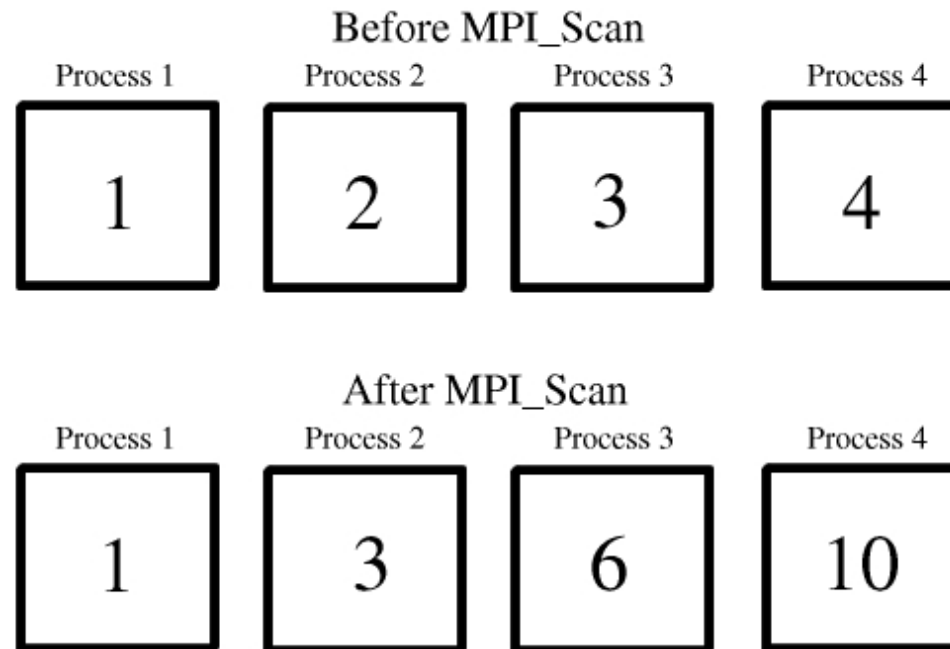 Before MPI_Scan
Process 1 Process 2 Process 3 Process 4
1 2 3 4
After MPI_Scan
Process 1 Process 2 Process 3 Process 4
1 3 6 10